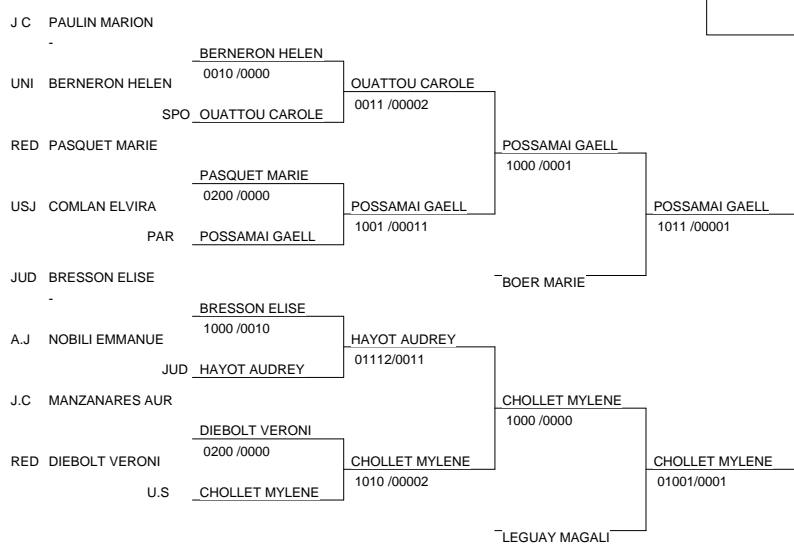 J C PAULIN MARION
-
BERNERON HELEN
0010 /0000
UNI BERNERON HELEN
OUATTOU CAROLE
0011 /00002
SPO OUATTOU CAROLE
RED PASQUET MARIE
POSSAMAI GAELL
1000 /0001
PASQUET MARIE
0200 /0000
USJ COMLAN ELVIRA
POSSAMAI GAELL
1001 /00011
POSSAMAI GAELL
1011 /00001
PAR POSSAMAI GAELL
JUD BRESSON ELISE
-
BOER MARIE
BRESSON ELISE
1000 /0010
A.J NOBILI EMMANUE
HAYOT AUDREY
01112/0011
JUD HAYOT AUDREY
J.C MANZANARES AUR
CHOLLET MYLENE
1000 /0000
DIEBOLT VERONI
0200 /0000
RED DIEBOLT VERONI
CHOLLET MYLENE
1010 /00002
CHOLLET MYLENE
01001/0001
U.S CHOLLET MYLENE
LEGUAY MAGALI